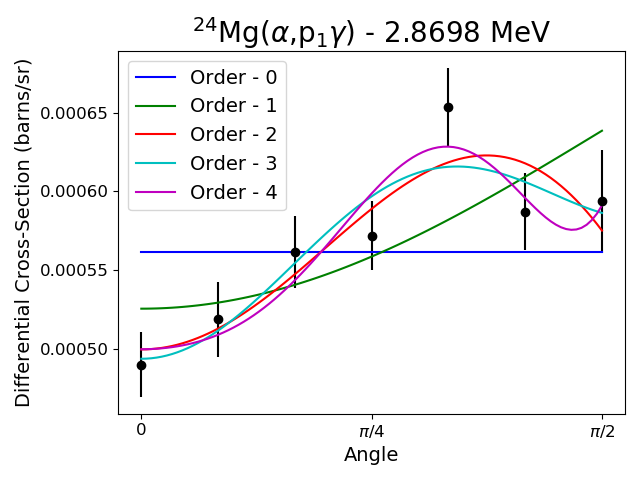 ²⁴Mg(α,p₁γ) - 2.8698 MeV
Order - 0
Order - 1
Order - 2
Order - 3
Order - 4
Differential Cross-Section (barns/sr)
0.00065
0.00060
0.00055
0.00050
0 π/4 π/2
Angle